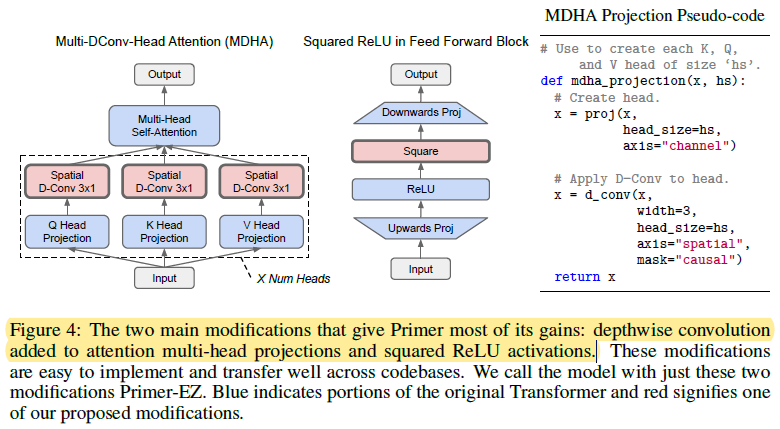 Multi-DConv-Head Attention (MDHA)
Output
Multi-Head
Self-Attention
Spatial
D-Conv 3x1
Spatial
D-Conv 3x1
Spatial
D-Conv 3x1
Q Head
Projection
K Head
Projection
V Head
Projection
Input
X Num Heads
Squared ReLU in Feed Forward Block
Output
Downwards Proj
Square
ReLU
Upwards Proj
Input
MDHA Projection Pseudo-code
# Use to create each K, Q,
and V head of size ‘hs’.
def mdha_projection(x, hs):
# Create head.
x = proj(x,
head_size=hs,
axis="channel")
# Apply D-Conv to head.
x = d_conv(x,
width=3,
head_size=hs,
axis="spatial",
mask="causal")
return x
Figure 4: The two main modifications that give Primer most of its gains: depthwise convolution
added to attention multi-head projections and squared ReLU activations. These modifications
are easy to implement and transfer well across codebases. We call the model with just these two
modifications Primer-EZ. Blue indicates portions of the original Transformer and red signifies one
of our proposed modifications.